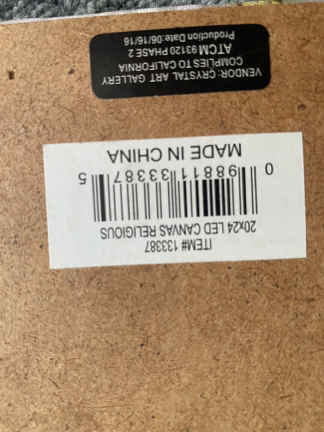 ITEM# 133387
20x24 LED CANVAS RELIGIOUS
0 98811 33387 5
MADE IN CHINA
VENDOR: CRYSTAL ART GALLERY
COMPLIES TO CALIFORNIA
ATCM 93120 PHASE 2
Production Date:06/16/16